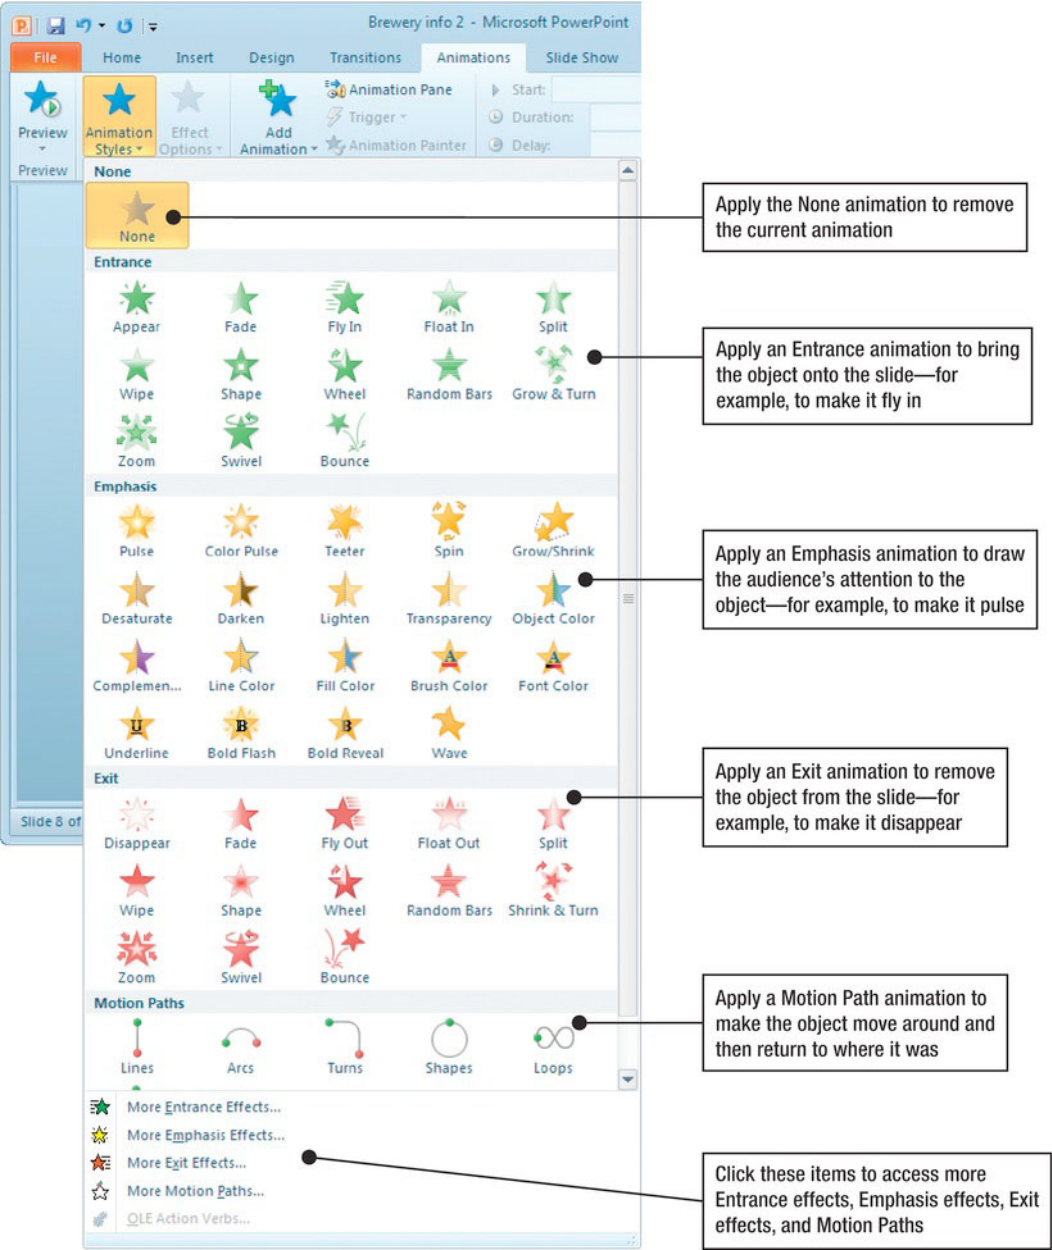 Brewery info 2 - Microsoft PowerPoint
File Home Insert Design Transitions Animations Slide Show
Preview
Animation Styles
Effect Options
Add Animation
Animation Pane
Trigger
Animation Painter
Start:
Duration:
Delay:
Preview
None
None
Apply the None animation to remove
the current animation
Entrance
Appear Fade Fly In Float In Split
Wipe Shape Wheel Random Bars Grow & Turn
Zoom Swivel Bounce
Apply an Entrance animation to bring
the object onto the slide—for
example, to make it fly in
Emphasis
Pulse Color Pulse Teeter Spin Grow/Shrink
Desaturate Darken Lighten Transparency Object Color
Complemen... Line Color Fill Color Brush Color Font Color
Underline Bold Flash Bold Reveal Wave
Apply an Emphasis animation to draw
the audience's attention to the
object—for example, to make it pulse
Exit
Disappear Fade Fly Out Float Out Split
Wipe Shape Wheel Random Bars Shrink & Turn
Zoom Swivel Bounce
Apply an Exit animation to remove
the object from the slide—for
example, to make it disappear
Slide 8 of
Motion Paths
Lines Arcs Turns Shapes Loops
Apply a Motion Path animation to
make the object move around and
then return to where it was
More Entrance Effects...
More Emphasis Effects...
More Exit Effects...
More Motion Paths...
OLE Action Verbs...
Click these items to access more
Entrance effects, Emphasis effects, Exit
effects, and Motion Paths